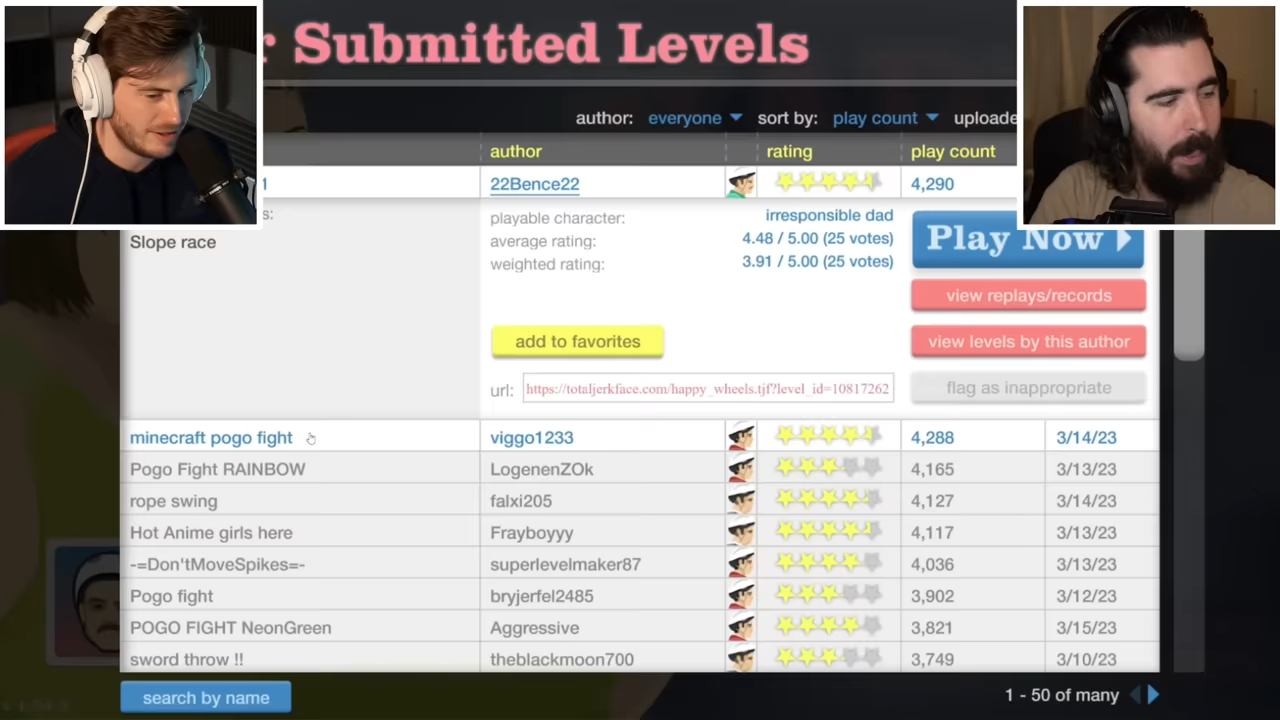 r Submitted Levels
author: everyone sort by: play count uploade
author rating play count
1 22Bence22 4,290
s:
Slope race
playable character: irresponsible dad
average rating: 4.48 / 5.00 (25 votes)
weighted rating: 3.91 / 5.00 (25 votes)
Play Now
view replays/records
add to favorites
view levels by this author
url: https://totaljerkface.com/happy_wheels.tjf?level_id=10817262
flag as inappropriate
minecraft pogo fight viggo1233 4,288 3/14/23
Pogo Fight RAINBOW LogenenZOk 4,165 3/13/23
rope swing falxi205 4,127 3/14/23
Hot Anime girls here Frayboyyy 4,117 3/13/23
-=Don'tMoveSpikes=- superlevelmaker87 4,036 3/13/23
Pogo fight bryjerfel2485 3,902 3/12/23
POGO FIGHT NeonGreen Aggressive 3,821 3/15/23
sword throw !! theblackmoon700 3,749 3/10/23
search by name
1 - 50 of many